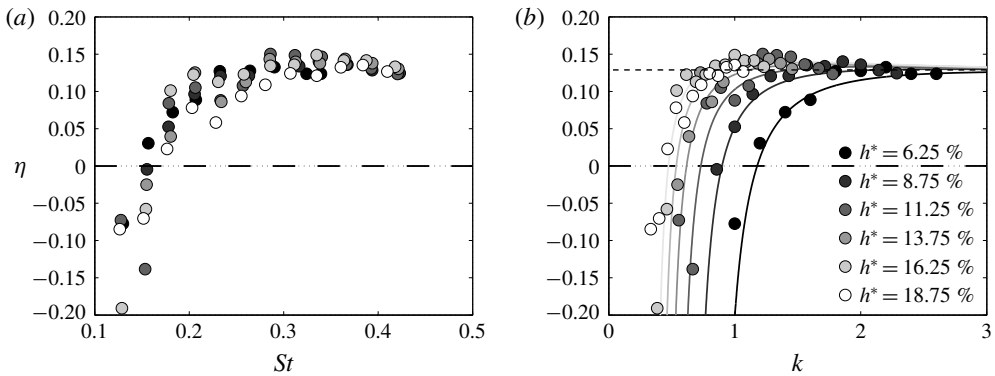 (a)
0.20
0.15
0.10
0.05
0
−0.05
−0.10
−0.15
−0.20
η
0.1 0.2 0.3 0.4 0.5
St
(b)
0.20
0.15
0.10
0.05
0
−0.05
−0.10
−0.15
−0.20
0 1 2 3
k
h* = 6.25 %
h* = 8.75 %
h* = 11.25 %
h* = 13.75 %
h* = 16.25 %
h* = 18.75 %